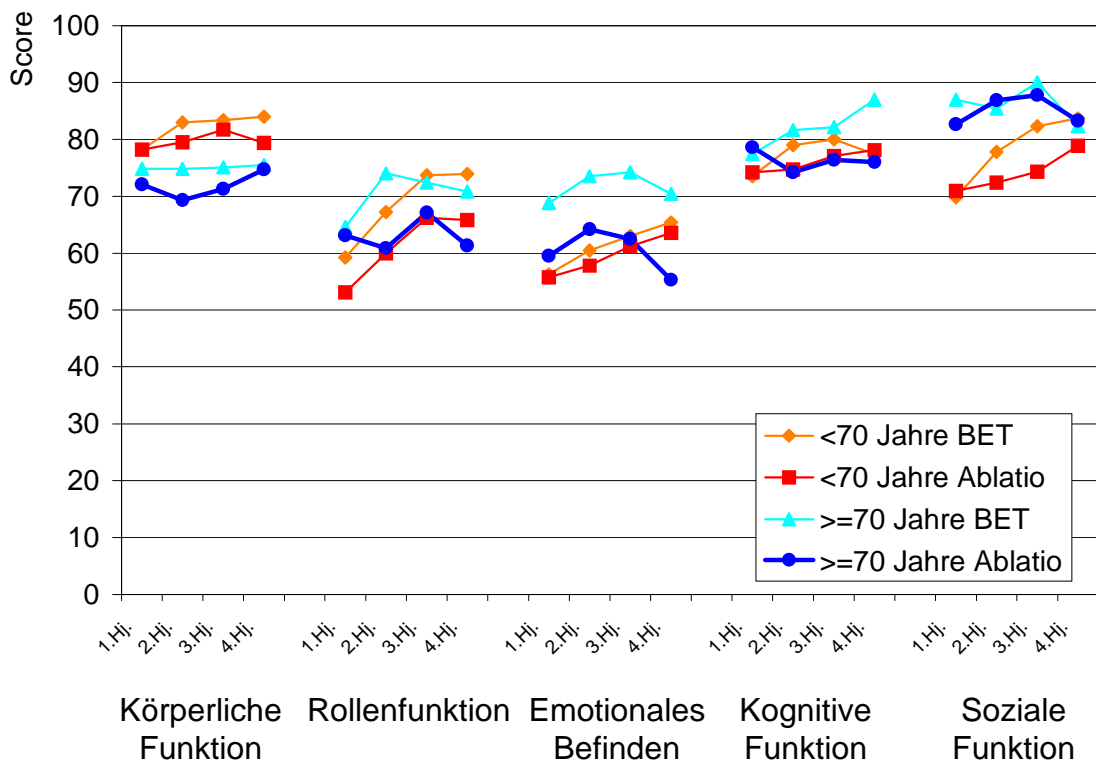 Score
100
90
80
70
60
50
40
30
20
10
0
<70 Jahre BET
<70 Jahre Ablatio
>=70 Jahre BET
>=70 Jahre Ablatio
1.Hj. 2.Hj. 3.Hj. 4.Hj. 1.Hj. 2.Hj. 3.Hj. 4.Hj. 1.Hj. 2.Hj. 3.Hj. 4.Hj. 1.Hj. 2.Hj. 3.Hj. 4.Hj. 1.Hj. 2.Hj. 3.Hj. 4.Hj.
Körperliche Rollenfunktion Emotionales Kognitive Soziale
Funktion Befinden Funktion Funktion